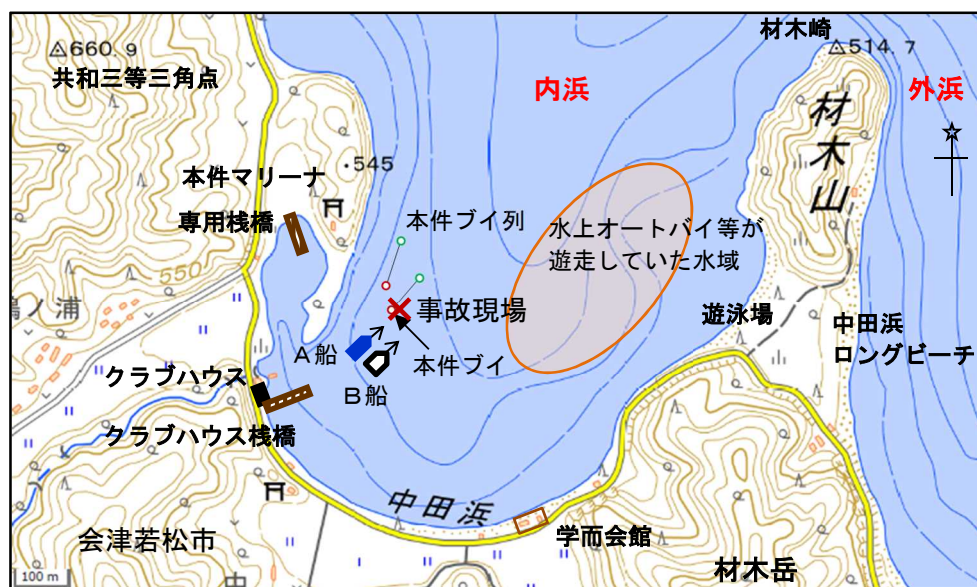 材木崎
△660.9
共和三等三角点
内浜
△514.7
外浜
材木山
・545
本件マリーナ
専用桟橋
本件ブイ列
水上オートバイ等が
遊走していた水域
550
ノ浦
事故現場
遊泳場
中田浜
ロングビーチ
A船
本件ブイ
B船
クラブハウス
クラブハウス桟橋
中田浜
学而会館
会津若松市
材木岳
100 m